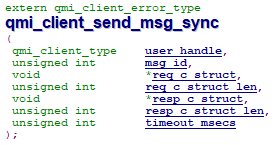 extern qmi_client_error_type
qmi_client_send_msg_sync
(
qmi_client_type user_handle,
unsigned int msg_id,
void *req_c_struct,
unsigned int req_c_struct_len,
void *resp_c_struct,
unsigned int resp_c_struct_len,
unsigned int timeout_msecs
);